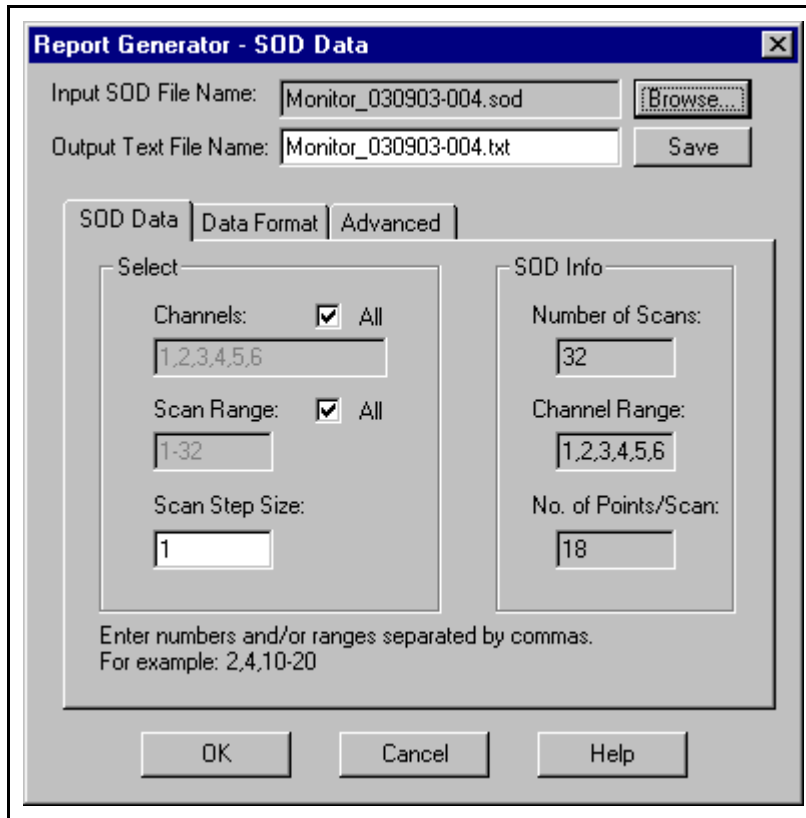 Report Generator - SOD Data
Input SOD File Name: Monitor_030903-004.sod Browse...
Output Text File Name: Monitor_030903-004.txt Save
SOD Data Data Format Advanced
Select
Channels: All
1,2,3,4,5,6
Scan Range: All
1-32
Scan Step Size:
1
SOD Info
Number of Scans:
32
Channel Range:
1,2,3,4,5,6
No. of Points/Scan:
18
Enter numbers and/or ranges separated by commas.
For example: 2,4,10-20
OK Cancel Help